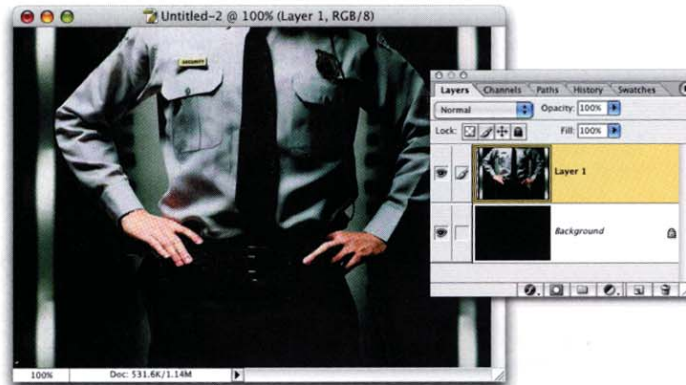 Untitled-2 @ 100% (Layer 1, RGB/8)
SECURITY
Layers Channels Paths History Swatches
Normal Opacity: 100%
Lock: Fill: 100%
Layer 1
Background
100% Doc: 531.6K/1.14M